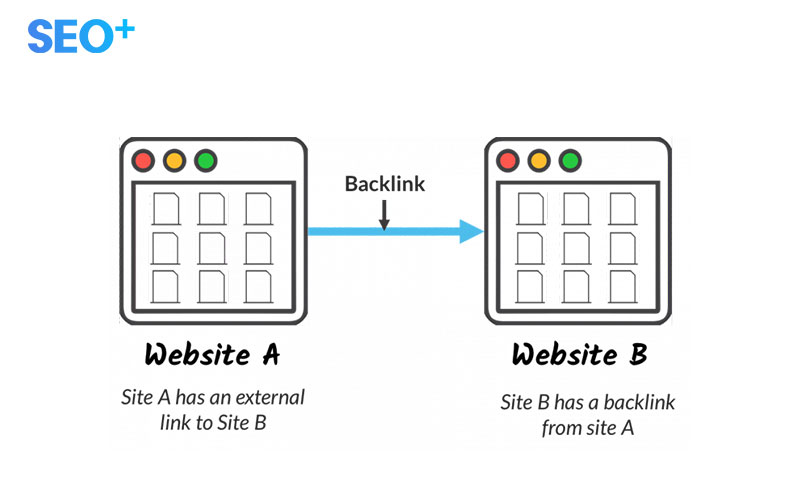 SEO+
Backlink
Website A
Website B
Site A has an external
link to Site B
Site B has a backlink
from site A